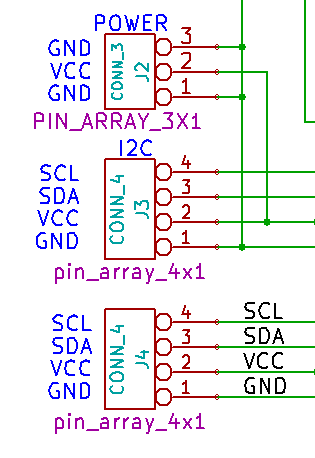 POWER
GND 3
VCC CONN_3 J2 2
GND 1
PIN_ARRAY_3X1
I2C
SCL 4
SDA CONN_4 J3 3
VCC 2
GND 1
pin_array_4x1
SCL 4 SCL
SDA CONN_4 J4 3 SDA
VCC 2 VCC
GND 1 GND
pin_array_4x1